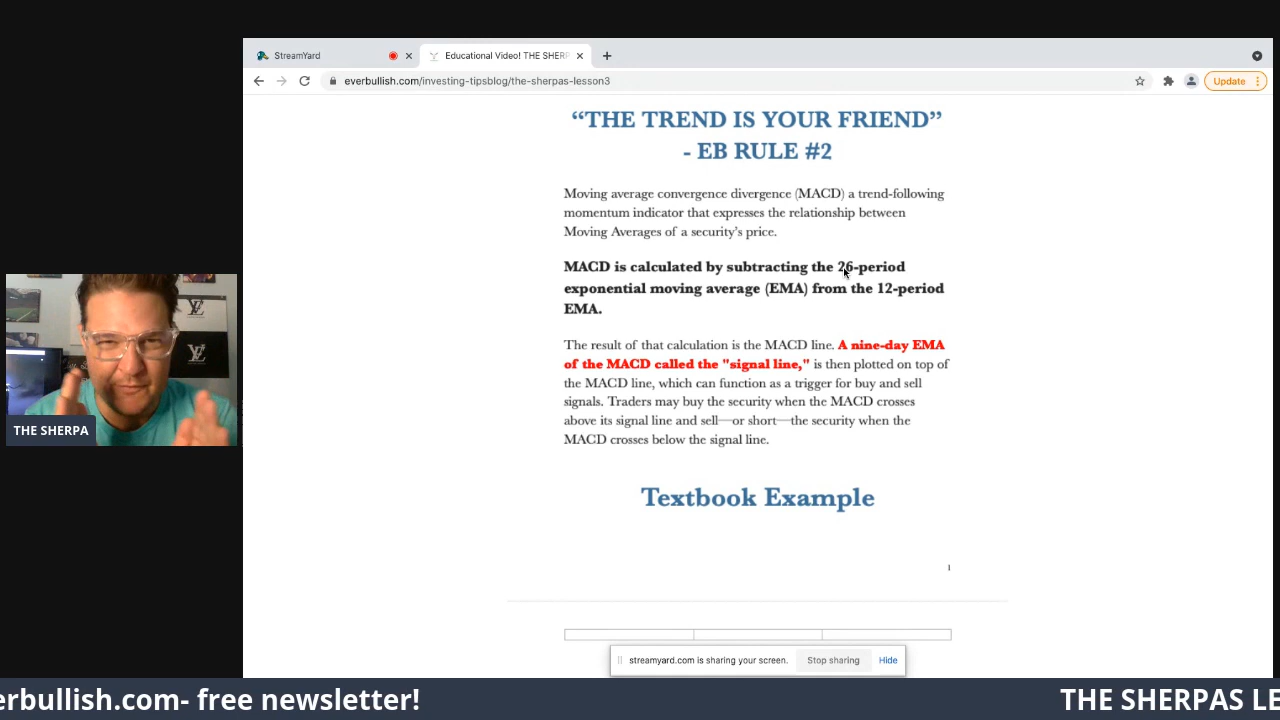 StreamYard
Educational Video! THE SHERP
everbullish.com/investing-tipsblog/the-sherpas-lesson3
Update
“THE TREND IS YOUR FRIEND”
- EB RULE #2
Moving average convergence divergence (MACD) a trend-following
momentum indicator that expresses the relationship between
Moving Averages of a security’s price.
MACD is calculated by subtracting the 26-period
exponential moving average (EMA) from the 12-period
EMA.
The result of that calculation is the MACD line. A nine-day EMA
of the MACD called the "signal line," is then plotted on top of
the MACD line, which can function as a trigger for buy and sell
signals. Traders may buy the security when the MACD crosses
above its signal line and sell—or short—the security when the
MACD crosses below the signal line.
THE SHERPA
Textbook Example
1
streamyard.com is sharing your screen.
Stop sharing
Hide
erbullish.com- free newsletter!
THE SHERPAS LE